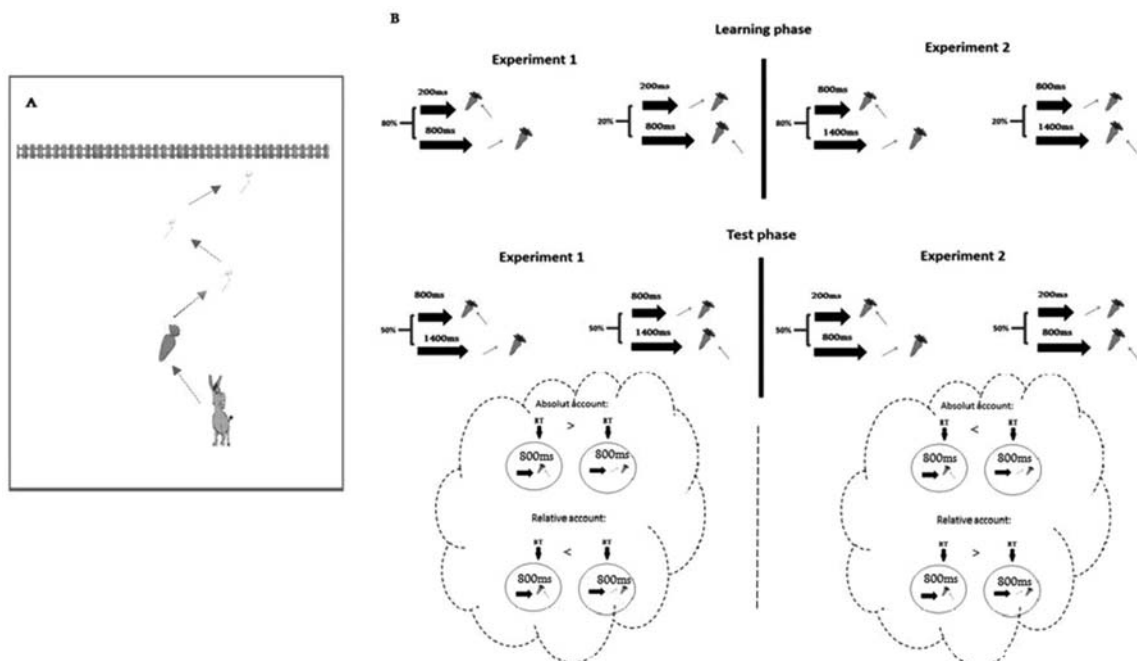 A
B
Learning phase
Experiment 1
Experiment 2
200ms
80%
800ms
200ms
20%
800ms
800ms
80%
1400ms
800ms
20%
1400ms
Test phase
Experiment 1
Experiment 2
800ms
50%
1400ms
800ms
50%
1400ms
200ms
50%
800ms
200ms
50%
800ms
Absolut account:
RT > RT
800ms 800ms
Relative account:
RT < RT
800ms 800ms
Absolut account:
RT < RT
800ms 800ms
Relative account:
RT > RT
800ms 800ms